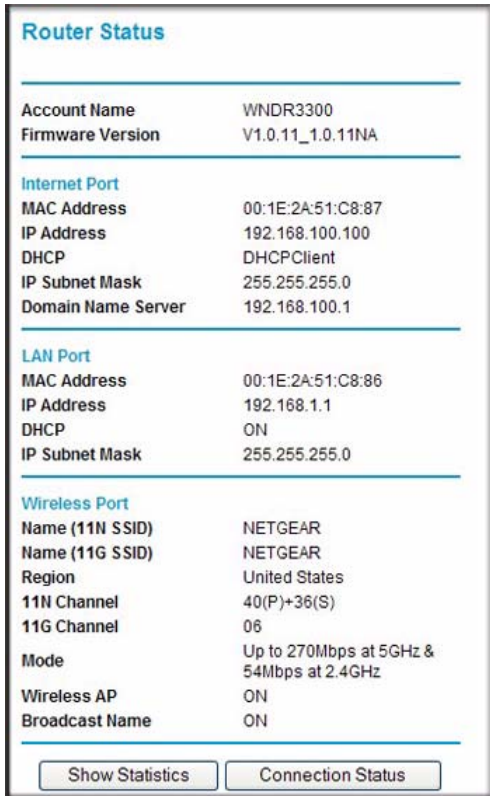 Router Status
Account Name WNDR3300
Firmware Version V1.0.11_1.0.11NA
Internet Port
MAC Address 00:1E:2A:51:C8:87
IP Address 192.168.100.100
DHCP DHCPClient
IP Subnet Mask 255.255.255.0
Domain Name Server 192.168.100.1
LAN Port
MAC Address 00:1E:2A:51:C8:86
IP Address 192.168.1.1
DHCP ON
IP Subnet Mask 255.255.255.0
Wireless Port
Name (11N SSID) NETGEAR
Name (11G SSID) NETGEAR
Region United States
11N Channel 40(P)+36(S)
11G Channel 06
Mode Up to 270Mbps at 5GHz &
54Mbps at 2.4GHz
Wireless AP ON
Broadcast Name ON
Show Statistics Connection Status